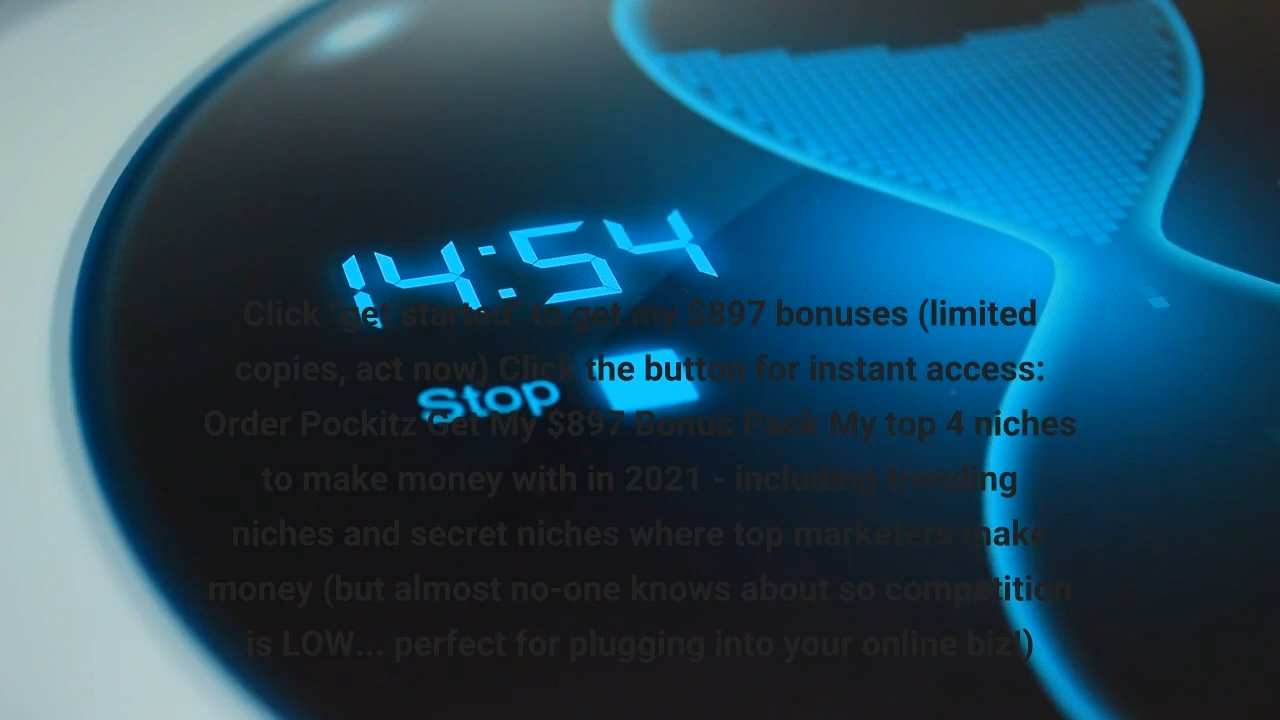 14:54
Click "get started" to get my $897 bonuses (limited
copies, act now) Click the button for instant access:
Stop
Order Pockitz Get My $897 Bonus Pack My top 4 niches
to make money with in 2021 - including trending
niches and secret niches where top marketers make
money (but almost no-one knows about so competition
is LOW... perfect for plugging into your online biz!)